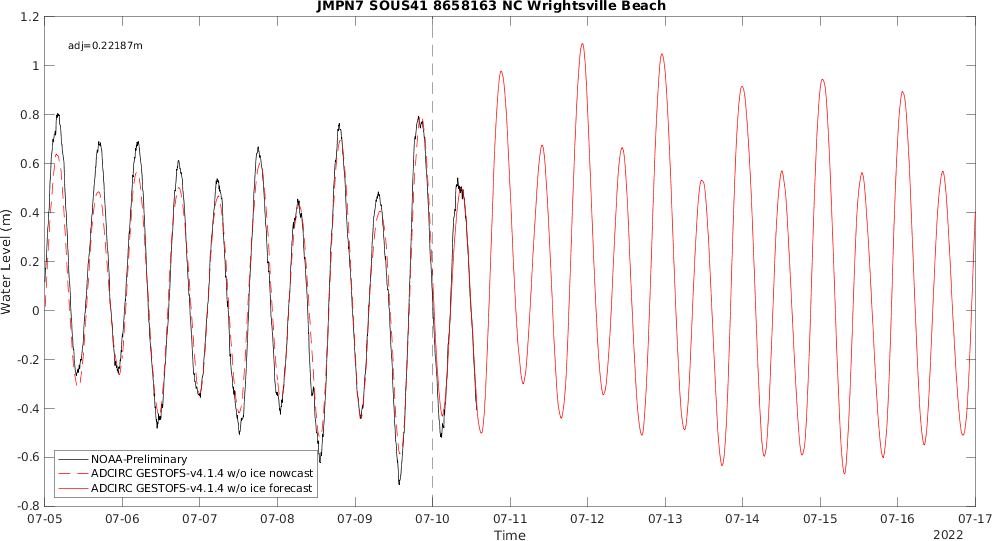 JMPN7 SOUS41 8658163 NC Wrightsville Beach
adj=0.22187m
Water Level (m)
1.2
1
0.8
0.6
0.4
0.2
0
-0.2
-0.4
-0.6
-0.8
NOAA-Preliminary
ADCIRC GESTOFS-v4.1.4 w/o ice nowcast
ADCIRC GESTOFS-v4.1.4 w/o ice forecast
07-05 07-06 07-07 07-08 07-09 07-10 07-11 07-12 07-13 07-14 07-15 07-16 07-17
Time
2022